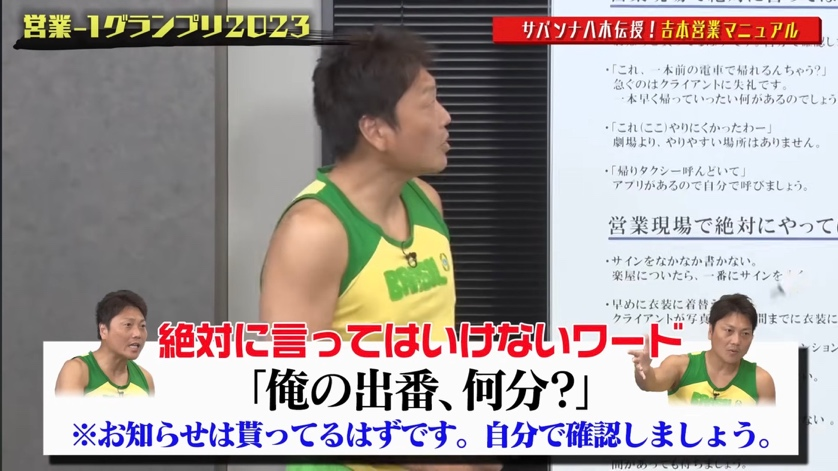 営業-1グランプリ2023
サバンナ八木伝授!吉本営業マニュアル
・「これ、一本前の電車で帰れるんちゃう?」
急ぐのはクライアントに失礼です。
一本早く帰っていったい何があるのでしょう
・「これ(ここ)やりにくかったわー」
劇場より、やりやすい場所はありません。
・「帰りタクシー呼んどいて」
アプリがあるので自分で呼びましょう。
営業現場で絶対にやっては
・サインをなかなか書かない。
楽屋についたら、一番にサインを
・早めに衣装に着替え
クライアントが写真
間までに衣装に
BRASIL
絶対に言ってはいけないワード
「俺の出番、何分?」
※お知らせは貰ってるはずです。自分で確認しましょう。